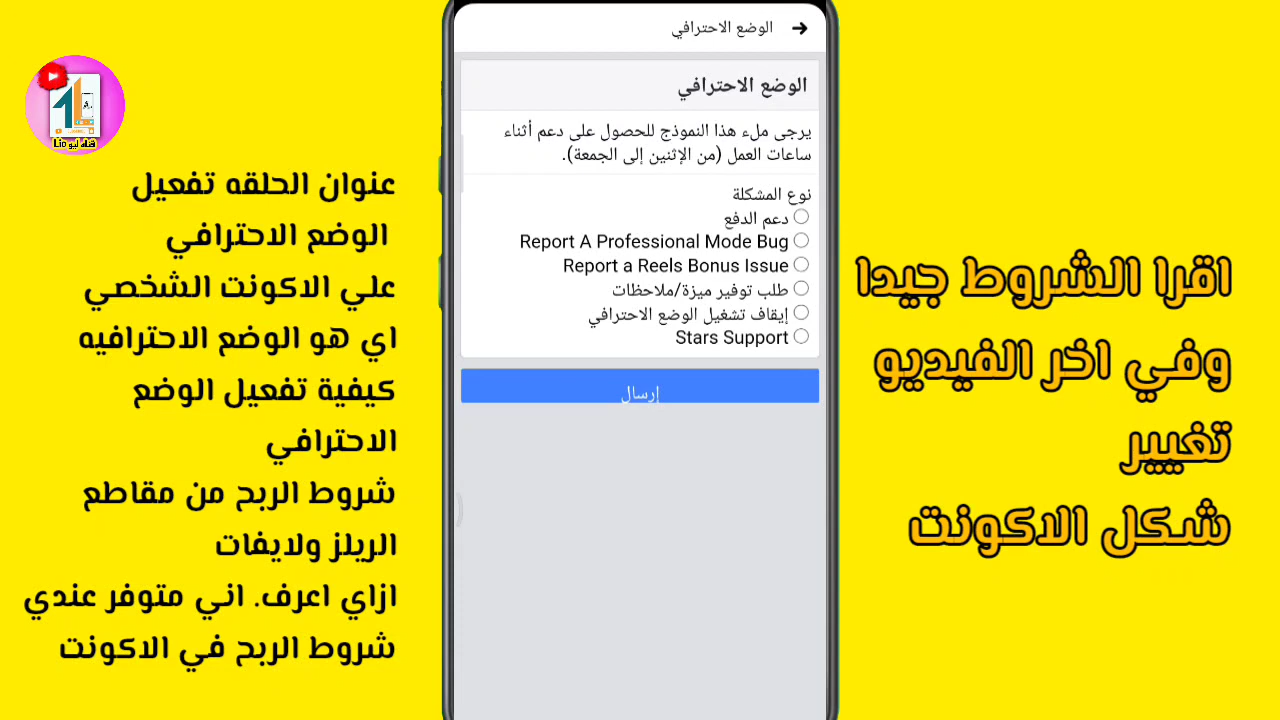 الوضع الاحترافي
الوضع الاحترافي
يرجى ملء هذا النموذج للحصول على دعم أثناء
ساعات العمل (من الإثنين إلى الجمعة).
نوع المشكلة
دعم الدفع
Report A Professional Mode Bug
Report a Reels Bonus Issue
طلب توفير ميزة/ملاحظات
إيقاف تشغيل الوضع الاحترافي
Stars Support
إرسال
اقرا الشروط جيدا
وفي اخر الفيديو
تغيير
شكل الاكونت
قناه ليو Lio
عنوان الحلقه تفعيل
الوضع الاحترافي
علي الاكونت الشخصي
اي هو الوضع الاحترافيه
كيفية تفعيل الوضع
الاحترافي
شروط الربح من مقاطع
الريلز ولايفات
ازاي اعرف. اني متوفر عندي
شروط الربح في الاكونت